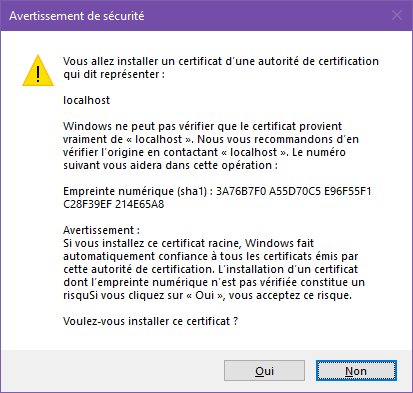 Avertissement de sécurité
Vous allez installer un certificat d'une autorité de certification
qui dit représenter :
localhost
Windows ne peut pas vérifier que le certificat provient
vraiment de « localhost ». Nous vous recommandons d'en
vérifier l'origine en contactant « localhost ». Le numéro
suivant vous aidera dans cette opération :
Empreinte numérique (sha1) : 3A76B7F0 A55D70C5 E96F55F1
C28F39EF 214E65A8
Avertissement :
Si vous installez ce certificat racine, Windows fait
automatiquement confiance à tous les certificats émis par
cette autorité de certification. L'installation d'un certificat
dont l'empreinte numérique n'est pas vérifiée constitue un
risquSi vous cliquez sur « Oui », vous acceptez ce risque.
Voulez-vous installer ce certificat ?
Oui
Non